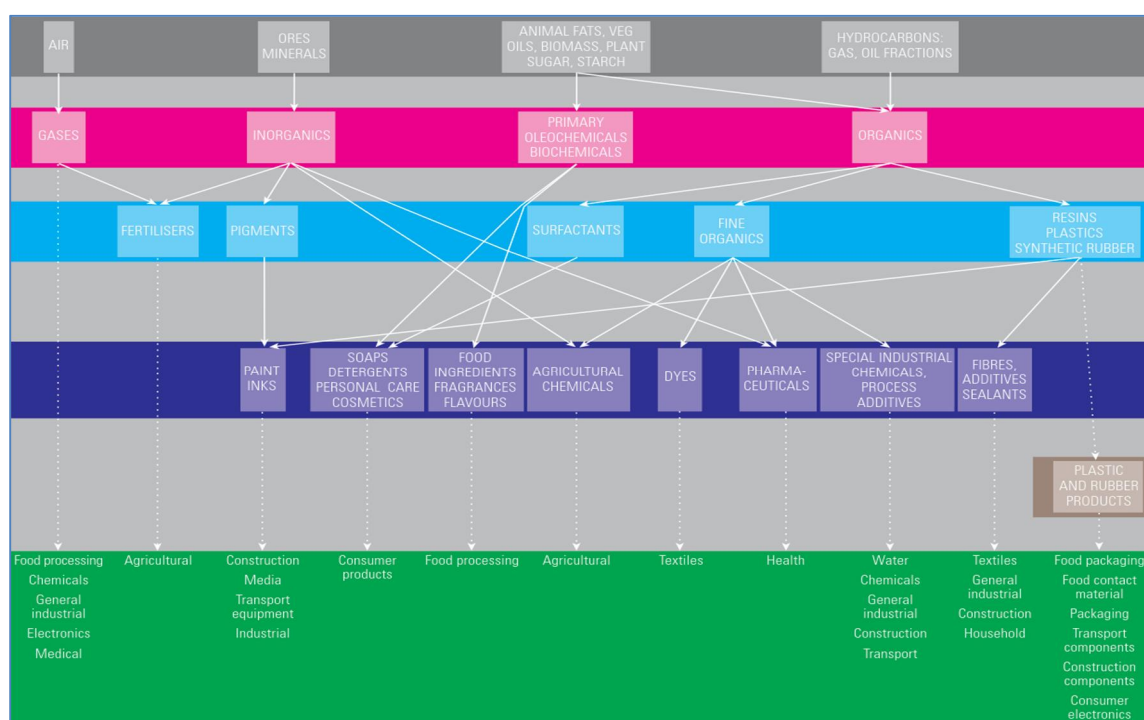 AIR
ORES
MINERALS
ANIMAL FATS, VEG
OILS, BIOMASS, PLANT
SUGAR, STARCH
HYDROCARBONS:
GAS, OIL FRACTIONS
GASES
INORGANICS
PRIMARY
OLEOCHEMICALS
BIOCHEMICALS
ORGANICS
FERTILISERS
PIGMENTS
SURFACTANTS
FINE
ORGANICS
RESINS
PLASTICS
SYNTHETIC RUBBER
PAINT
INKS
SOAPS
DETERGENTS
PERSONAL CARE
COSMETICS
FOOD
INGREDIENTS
FRAGRANCES
FLAVOURS
AGRICULTURAL
CHEMICALS
DYES
PHARMA-
CEUTICALS
SPECIAL INDUSTRIAL
CHEMICALS,
PROCESS
ADDITIVES
FIBRES,
ADDITIVES
SEALANTS
PLASTIC
AND RUBBER
PRODUCTS
Food processing
Chemicals
General
industrial
Electronics
Medical
Agricultural
Construction
Media
Transport
equipment
Industrial
Consumer
products
Food processing
Agricultural
Textiles
Health
Water
Chemicals
General
industrial
Construction
Transport
Textiles
General
industrial
Construction
Household
Food packaging
Food contact
material
Packaging
Transport
components
Construction
components
Consumer
electronics